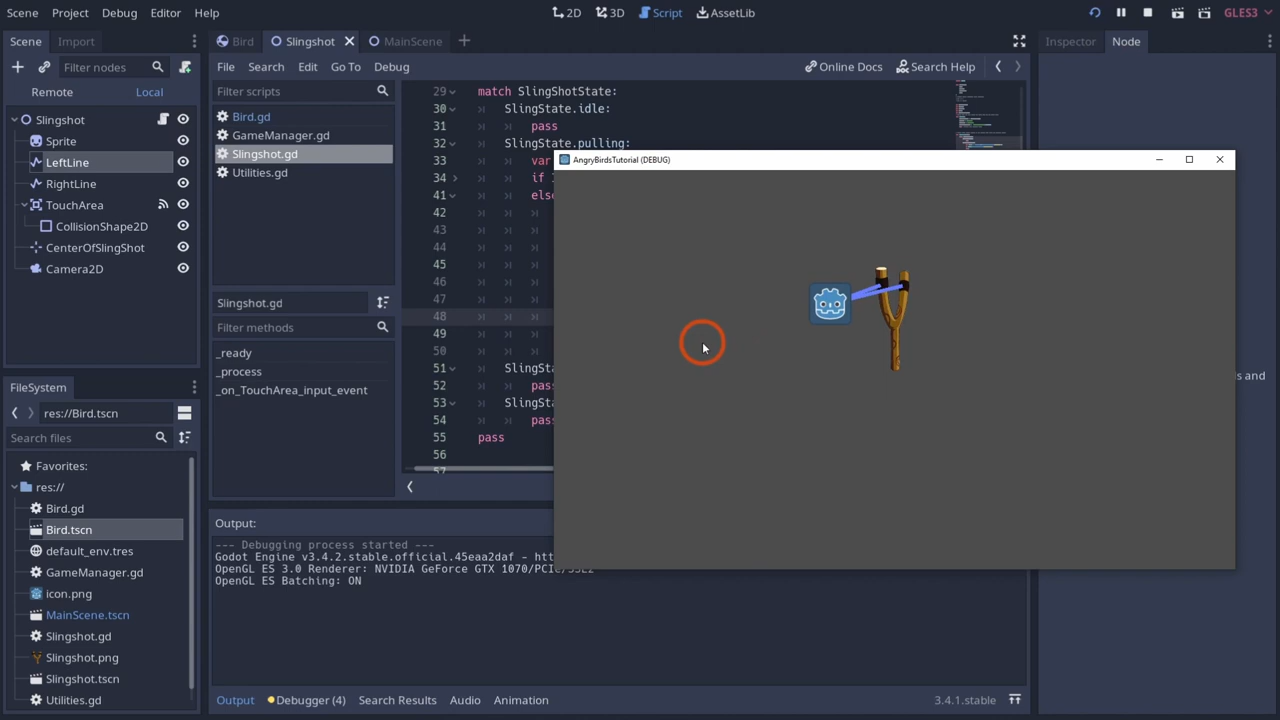 Scene Project Debug Editor Help
2D 3D Script AssetLib
GLES3
Scene Import
Filter nodes
Remote Local
Slingshot
Sprite
LeftLine
RightLine
TouchArea
CollisionShape2D
CenterOfSlingShot
Camera2D
FileSystem
res://Bird.tscn
Search files
Favorites:
res://
Bird.gd
Bird.tscn
default_env.tres
GameManager.gd
icon.png
MainScene.tscn
Slingshot.gd
Slingshot.png
Slingshot.tscn
Utilities.gd
Bird Slingshot MainScene
File Search Edit Go To Debug
Online Docs Search Help
Filter scripts
Bird.gd
GameManager.gd
Slingshot.gd
Utilities.gd
Slingshot.gd
Filter methods
_ready
_process
_on_TouchArea_input_event
29 match SlingShotState:
30 SlingState.idle:
31 pass
32 SlingState.pulling:
33 var
34 if
41 else
42
43
44
45
46
47
48
49
50
51 SlingSta
52 pas
53 SlingSta
54 pas
55 pass
56
57
AngryBirdsTutorial (DEBUG)
Output:
--- Debugging process started ---
Godot Engine v3.4.2.stable.official.45eaa2daf - htt
OpenGL ES 3.0 Renderer: NVIDIA GeForce GTX 1070/PCIe/SSE2
OpenGL ES Batching: ON
Output Debugger (4) Search Results Audio Animation
3.4.1.stable
Inspector Node
s and